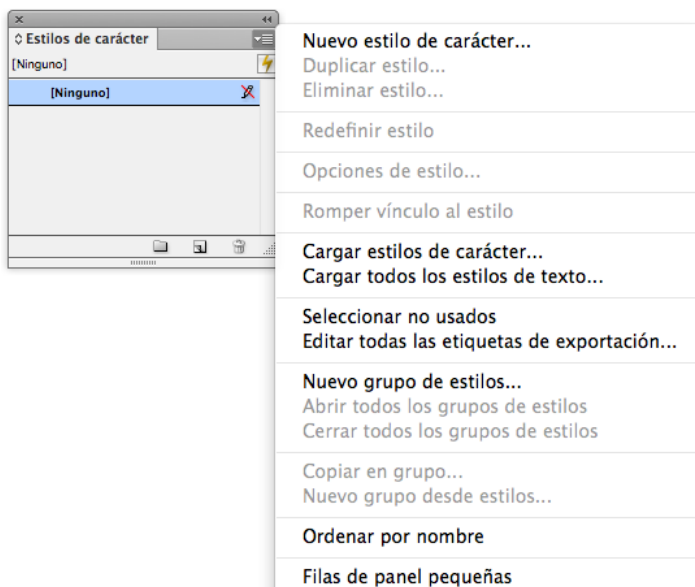 Estilos de carácter
[Ninguno]
[Ninguno]
Nuevo estilo de carácter...
Duplicar estilo...
Eliminar estilo...
Redefinir estilo
Opciones de estilo...
Romper vínculo al estilo
Cargar estilos de carácter...
Cargar todos los estilos de texto...
Seleccionar no usados
Editar todas las etiquetas de exportación...
Nuevo grupo de estilos...
Abrir todos los grupos de estilos
Cerrar todos los grupos de estilos
Copiar en grupo...
Nuevo grupo desde estilos...
Ordenar por nombre
Filas de panel pequeñas